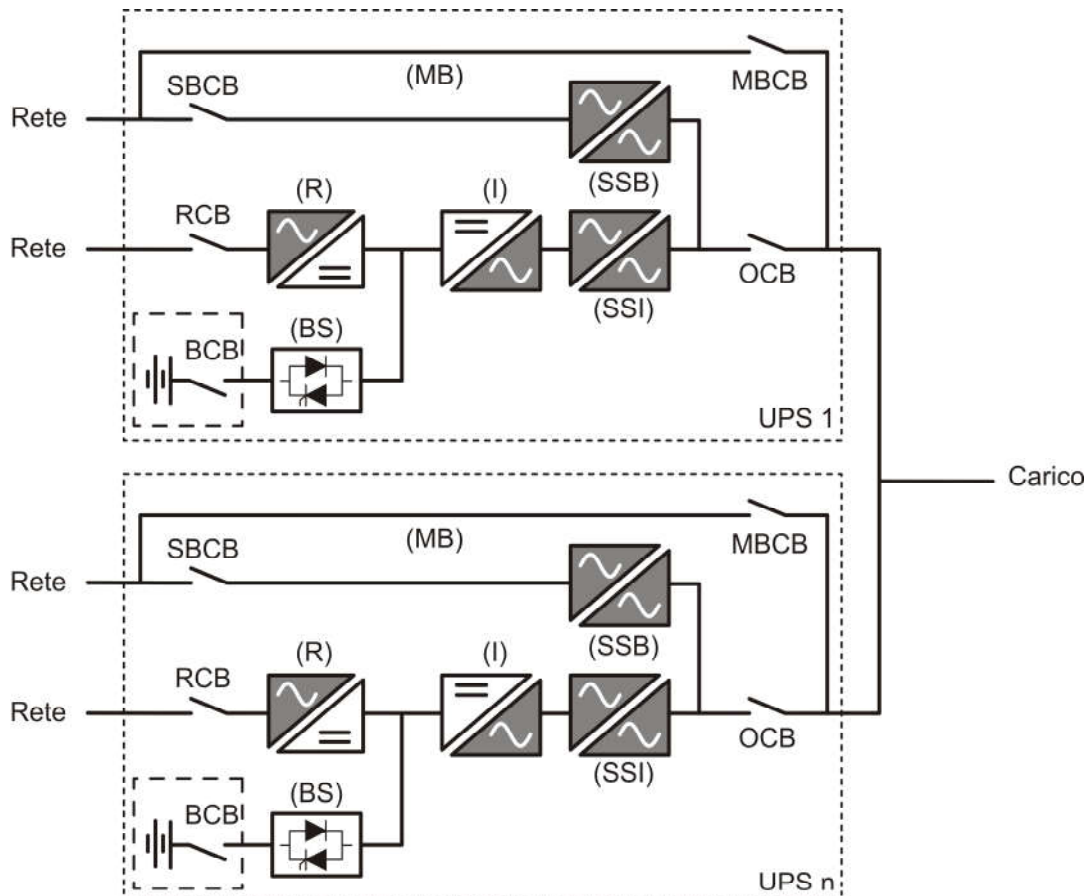 (MB)
MBCB
SBCB
Rete
(SSB)
(R)
(I)
RCB
Rete
OCB
(SSI)
(BS)
BCB
UPS 1
Carico
(MB)
MBCB
SBCB
Rete
(SSB)
(R)
(I)
RCB
Rete
OCB
(SSI)
(BS)
BCB
UPS n